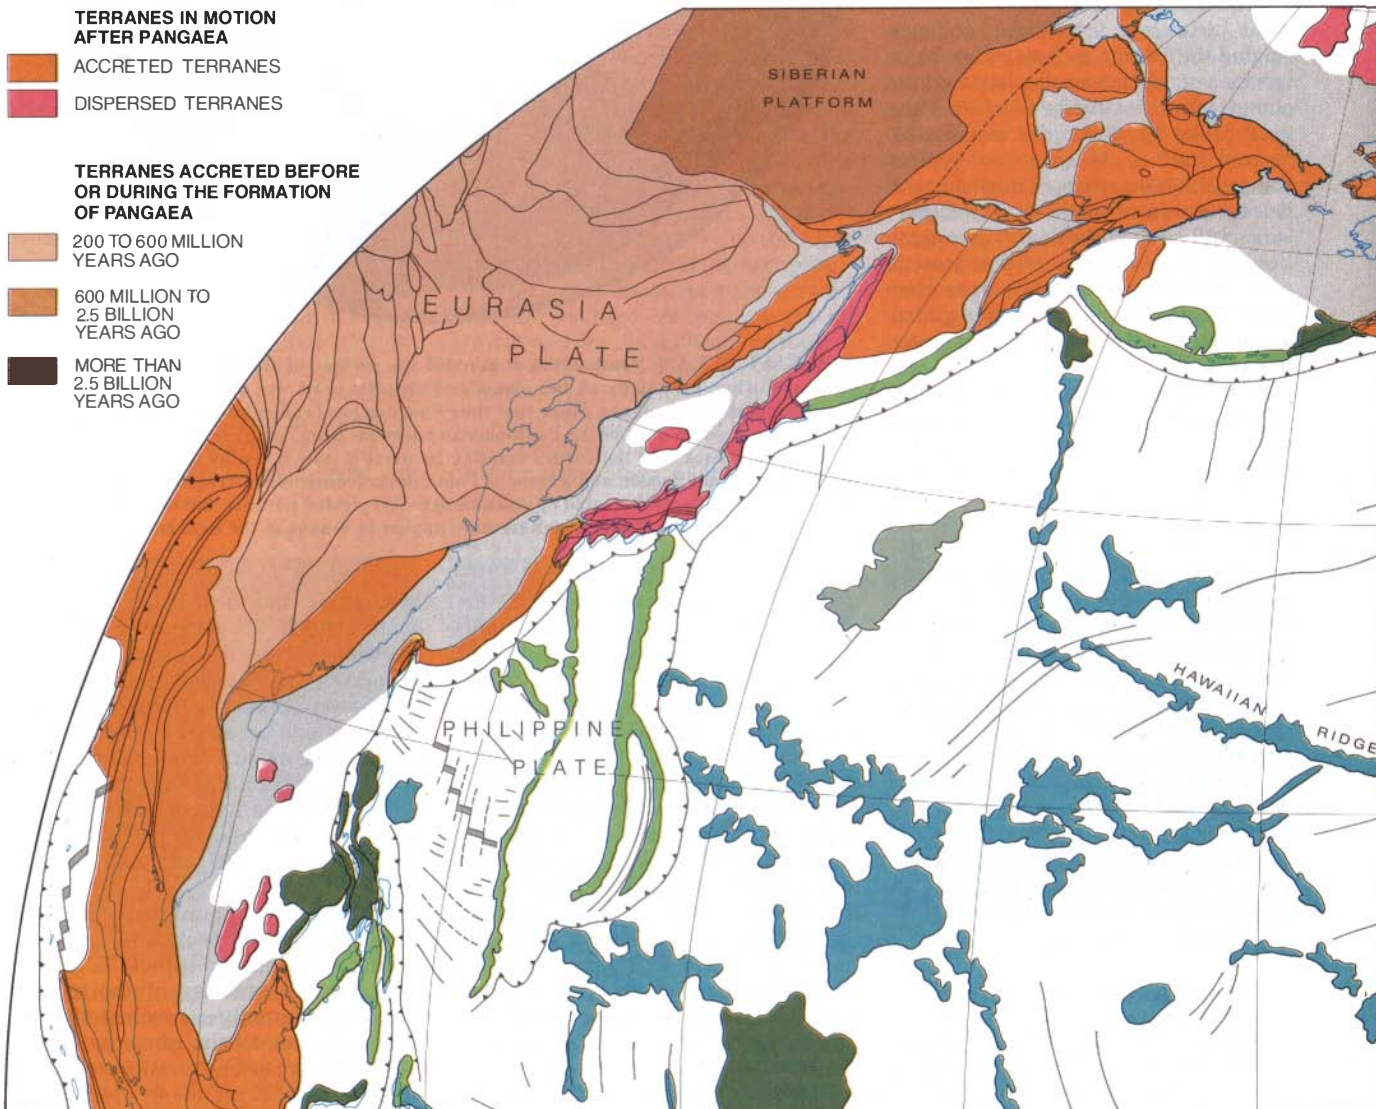 TERRANES IN MOTION
AFTER PANGAEA
ACCRETED TERRANES
DISPERSED TERRANES
TERRANES ACCRETED BEFORE
OR DURING THE FORMATION
OF PANGAEA
200 TO 600 MILLION
YEARS AGO
600 MILLION TO
2.5 BILLION
YEARS AGO
MORE THAN
2.5 BILLION
YEARS AGO
SIBERIAN
PLATFORM
EURASIA
PLATE
HAWAIIAN RIDGE
PHILIPPINE
PLATE